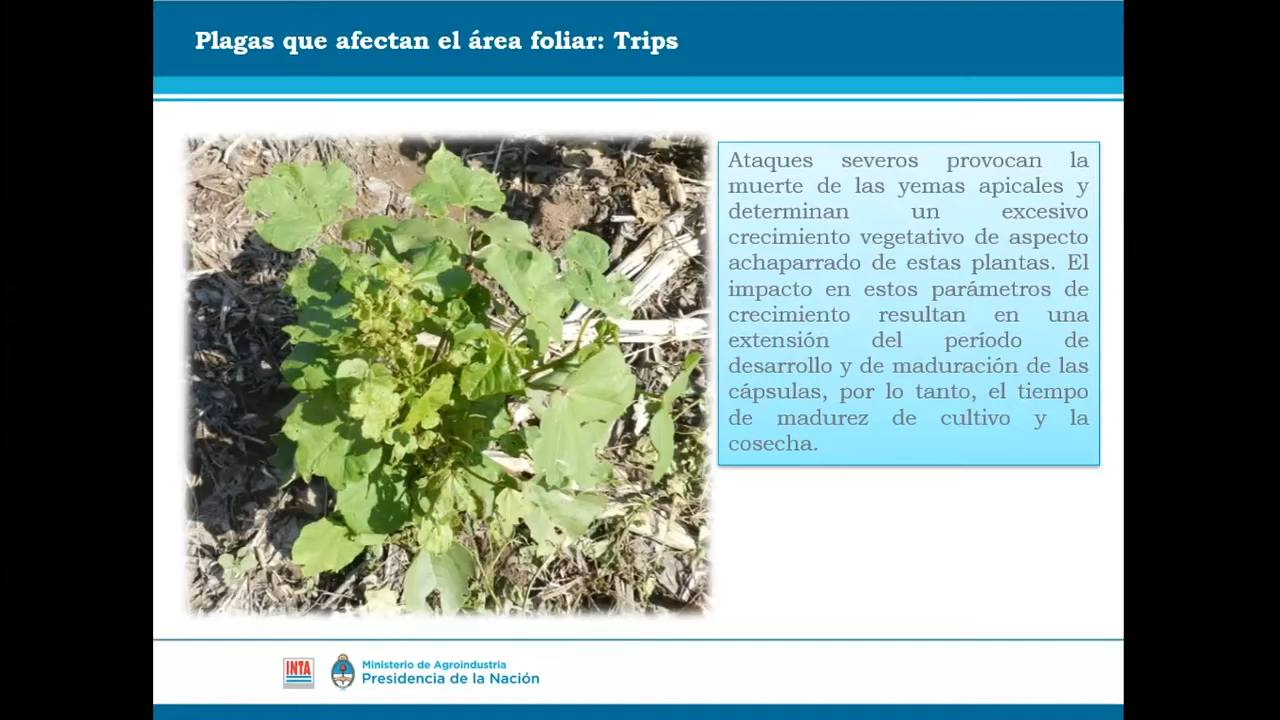 Plagas que afectan el área foliar: Trips
Ataques severos provocan la
muerte de las yemas apicales y
determinan un excesivo
crecimiento vegetativo de aspecto
achaparrado de estas plantas. El
impacto en estos parámetros de
crecimiento resultan en una
extensión del período de
desarrollo y de maduración de las
cápsulas, por lo tanto, el tiempo
de madurez de cultivo y la
cosecha.
INTA
Ministerio de Agroindustria
Presidencia de la Nación